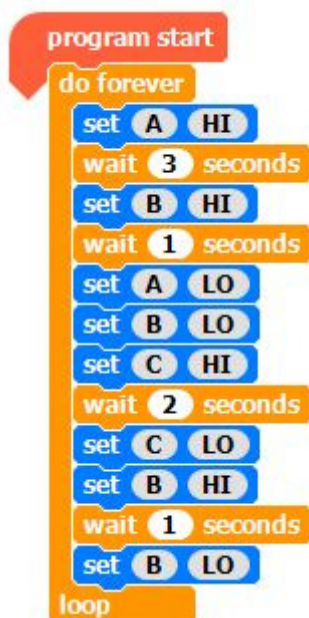 program start
do forever
set A HI
wait 3 seconds
set B HI
wait 1 seconds
set A LO
set B LO
set C HI
wait 2 seconds
set C LO
set B HI
wait 1 seconds
set B LO
loop